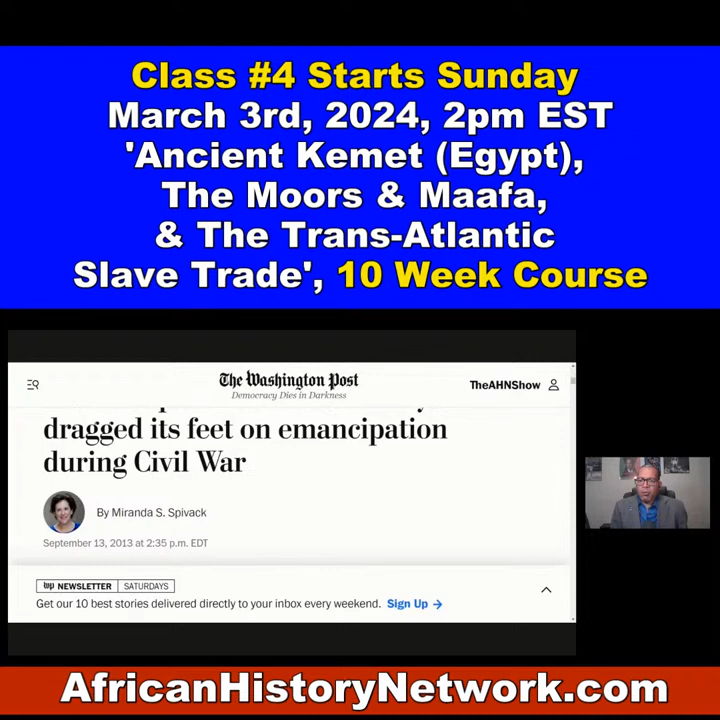 Class #4 Starts Sunday
March 3rd, 2024, 2pm EST
'Ancient Kemet (Egypt),
The Moors & Maafa,
& The Trans-Atlantic
Slave Trade', 10 Week Course
The Washington Post
Democracy Dies in Darkness
TheAHNShow
dragged its feet on emancipation
during Civil War
By Miranda S. Spivack
September 13, 2013 at 2:35 p.m. EDT
wp NEWSLETTER | SATURDAYS
Get our 10 best stories delivered directly to your inbox every weekend. Sign Up →
AfricanHistoryNetwork.com